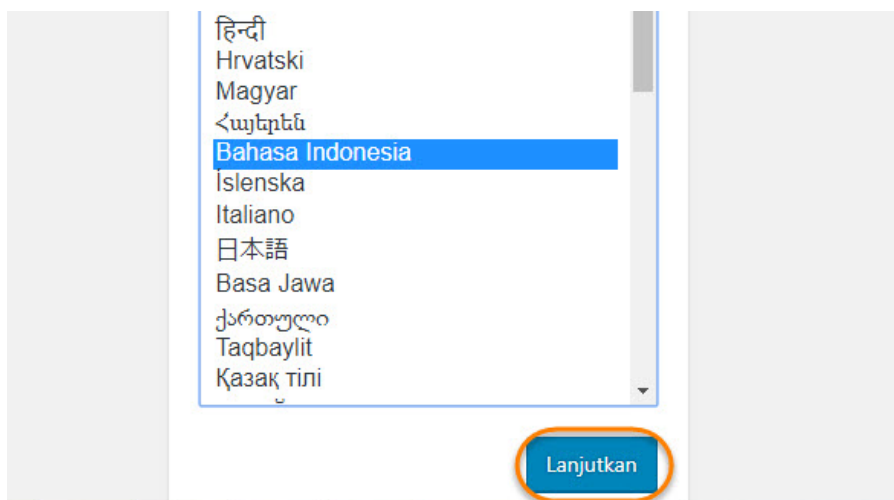 हिन्दी
Hrvatski
Magyar
Հայերեն
Bahasa Indonesia
Íslenska
Italiano
日本語
Basa Jawa
ქართული
Taqbaylit
Қазақ тілі
Lanjutkan